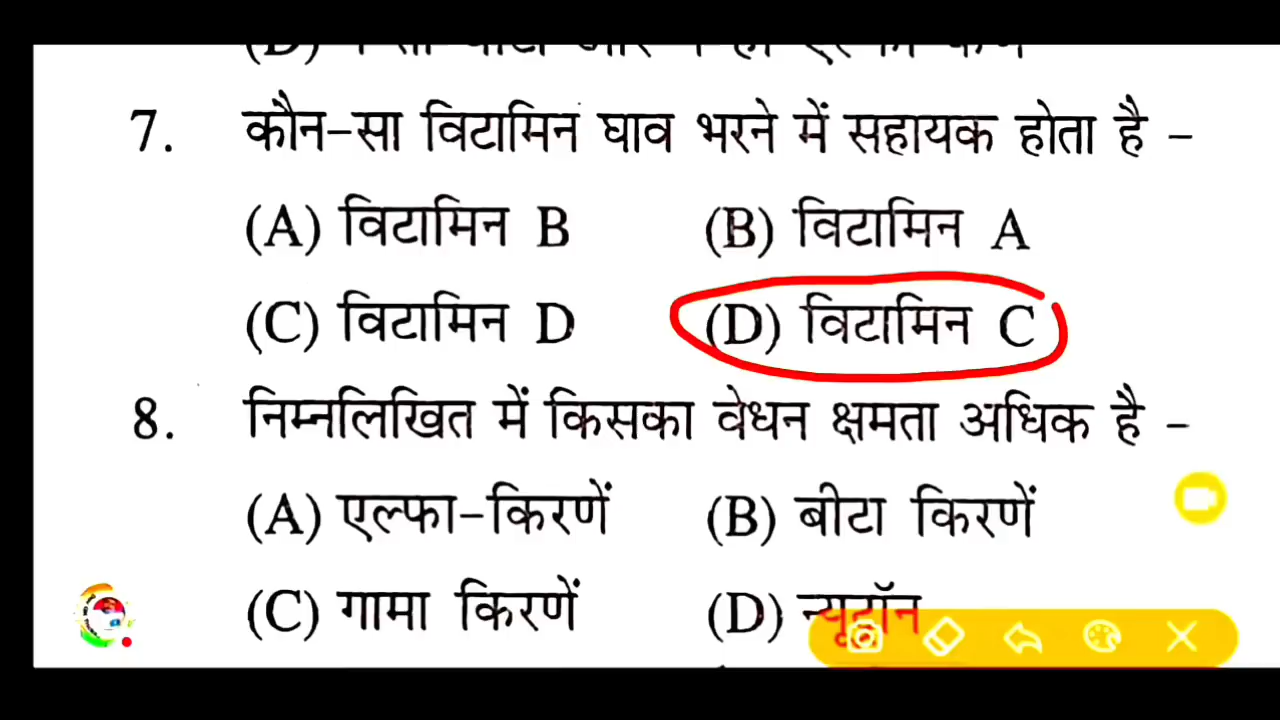 7. कौन-सा विटामिन घाव भरने में सहायक होता है -
(A) विटामिन B (B) विटामिन A
(C) विटामिन D (D) विटामिन C
8. निम्नलिखित में किसका वेधन क्षमता अधिक है -
(A) एल्फा-किरणें (B) बीटा किरणें
(C) गामा किरणें (D) न्यूट्रॉन